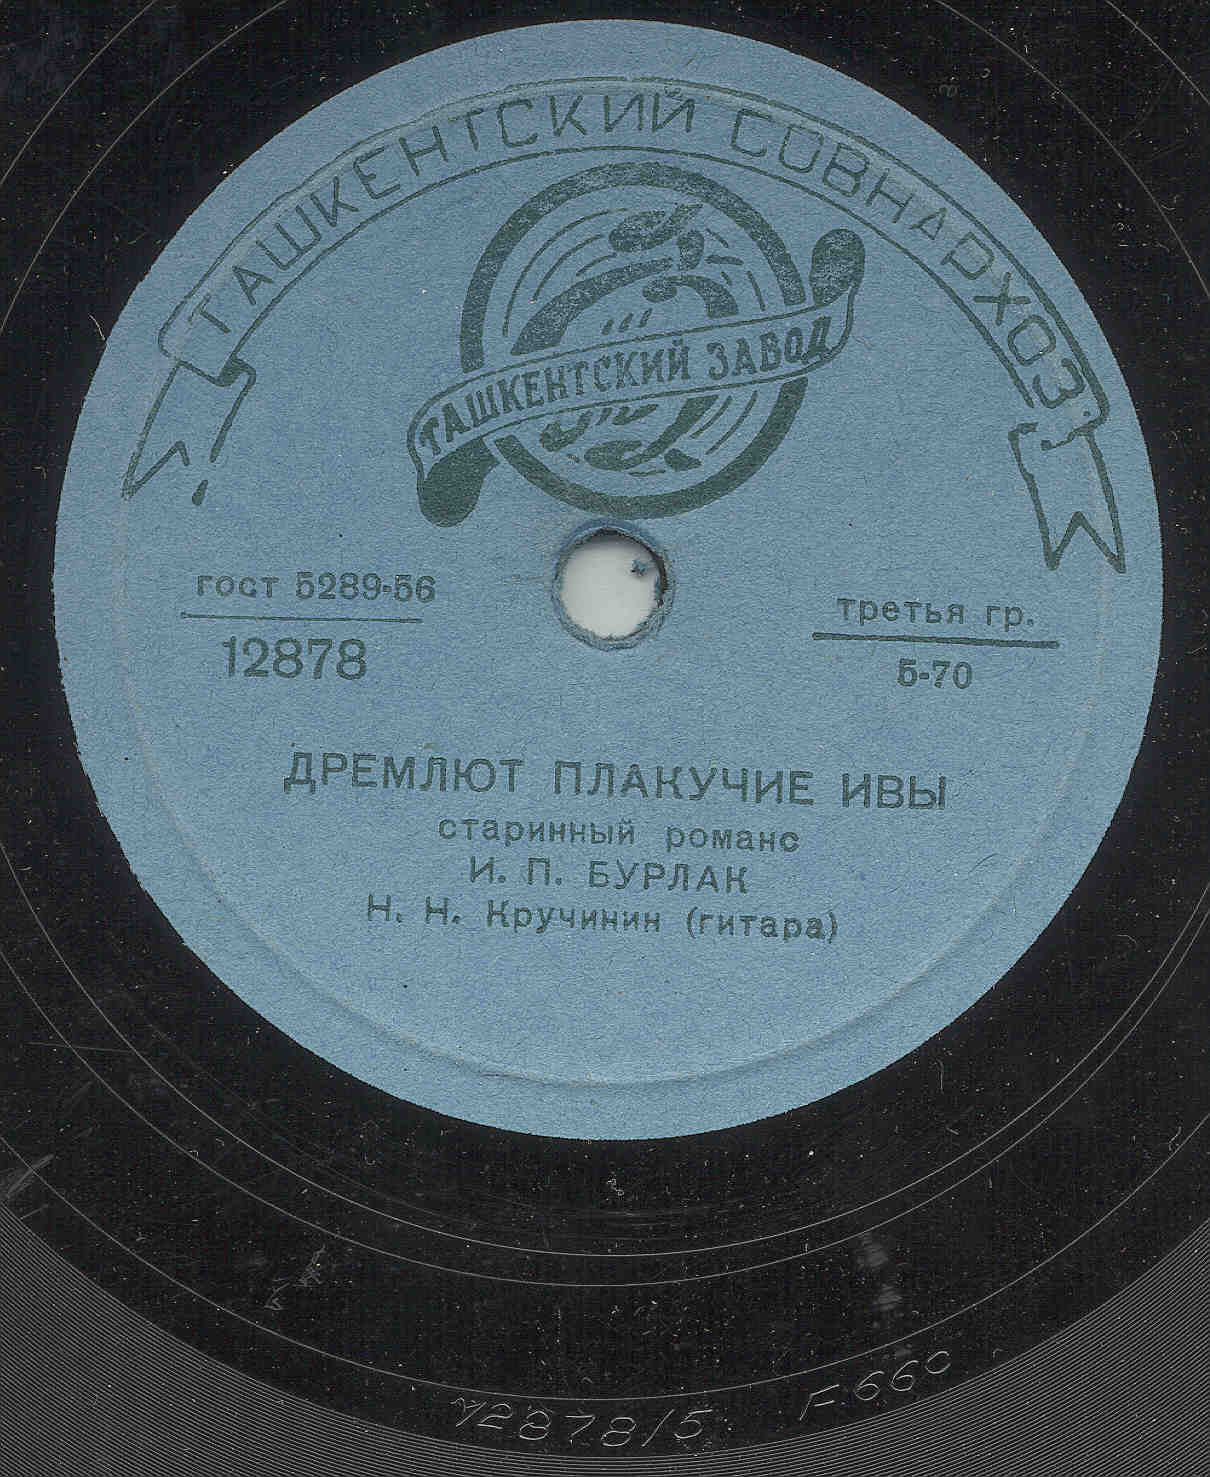 ТАШКЕНТСКИЙ СОВНАРХОЗ
ТАШКЕНТСКИЙ ЗАВОД
гост 5289-56
12878
третья гр.
5-70
ДРЕМЛЮТ ПЛАКУЧИЕ ИВЫ
старинный романс
И. П. БУРЛАК
Н. Н. Кручинин (гитара)
12878/5 F.660